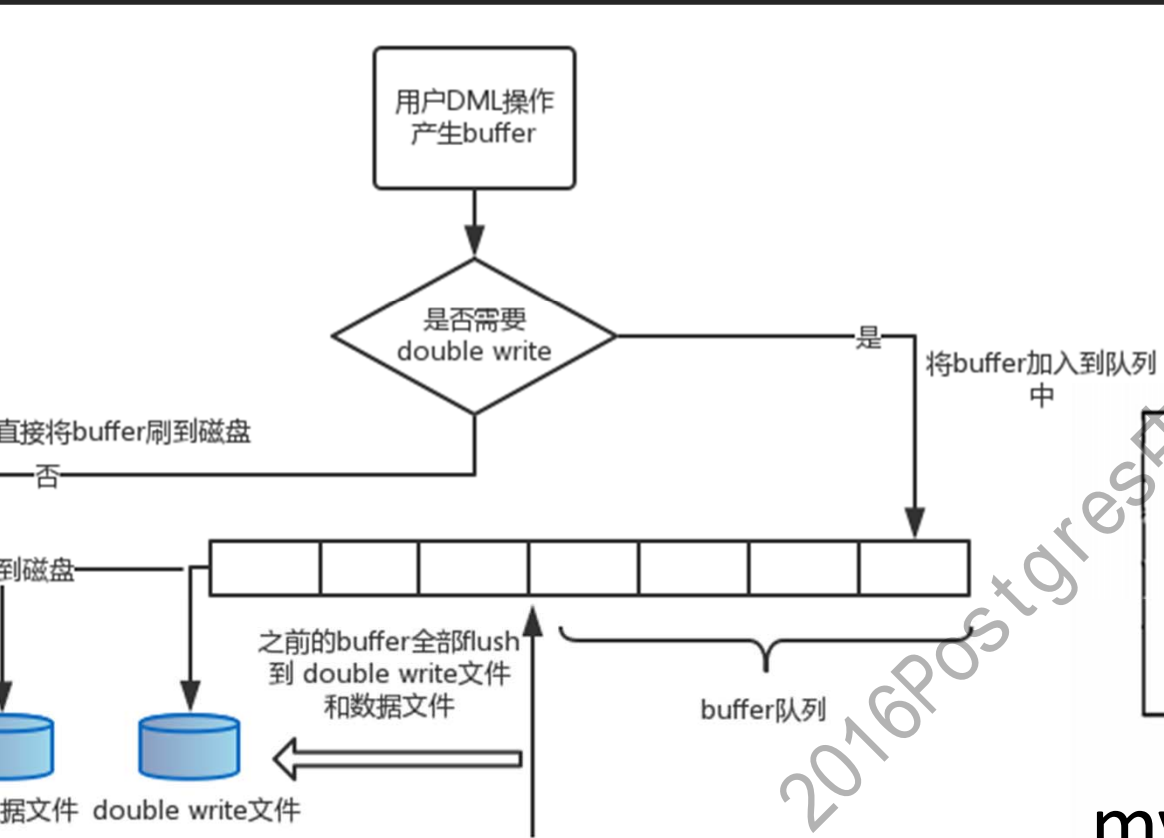 用户DML操作
产生buffer
是否需要
double write
是
将buffer加入到队列
中
直接将buffer刷到磁盘
否
到磁盘
之前的buffer全部flush
到 double write文件
和数据文件
buffer队列
据文件
double write文件
2016Postgres